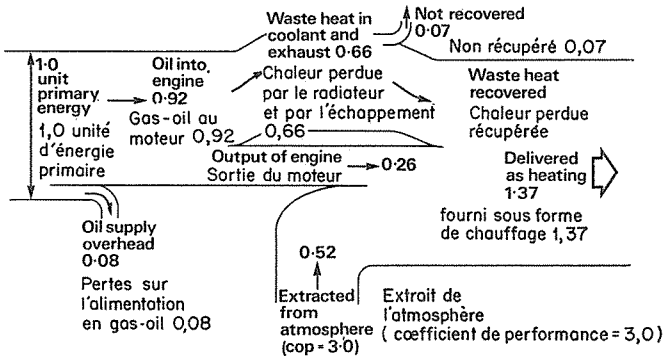 Waste heat in
coolant and
exhaust 0·66
Not recovered
0·07
Non récupéré 0,07
1·0
unit
primary
energy
1,0 unité
d'énergie
primaire
Oil into
engine
0·92
Gas-oil au
moteur 0,92
Chaleur perdue
par le radiateur
et par l'échappement
0,66
Waste heat
recovered
Chaleur perdue
récupérée
Output of engine
Sortie du moteur
0·26
Delivered
as heating
1·37
fourni sous forme
de chauffage 1,37
Oil supply
overhead
0·08
Pertes sur
l'alimentation
en gas-oil 0,08
0·52
Extracted
from
atmosphere
(cop = 3·0)
Extrait de
l'atmosphère
( cœfficient de performance = 3,0)